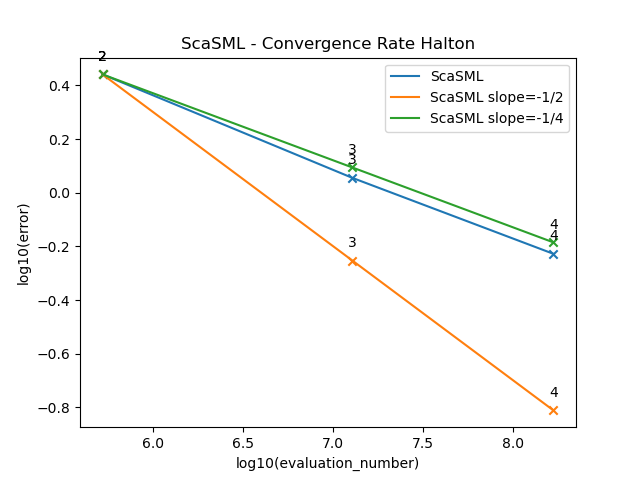 ScaSML - Convergence Rate Halton
2
ScaSML
ScaSML slope=-1/2
ScaSML slope=-1/4
0.4
0.2
0.0
−0.2
−0.4
−0.6
−0.8
3
3
3
4
4
4
log10(error)
6.0 6.5 7.0 7.5 8.0
log10(evaluation_number)